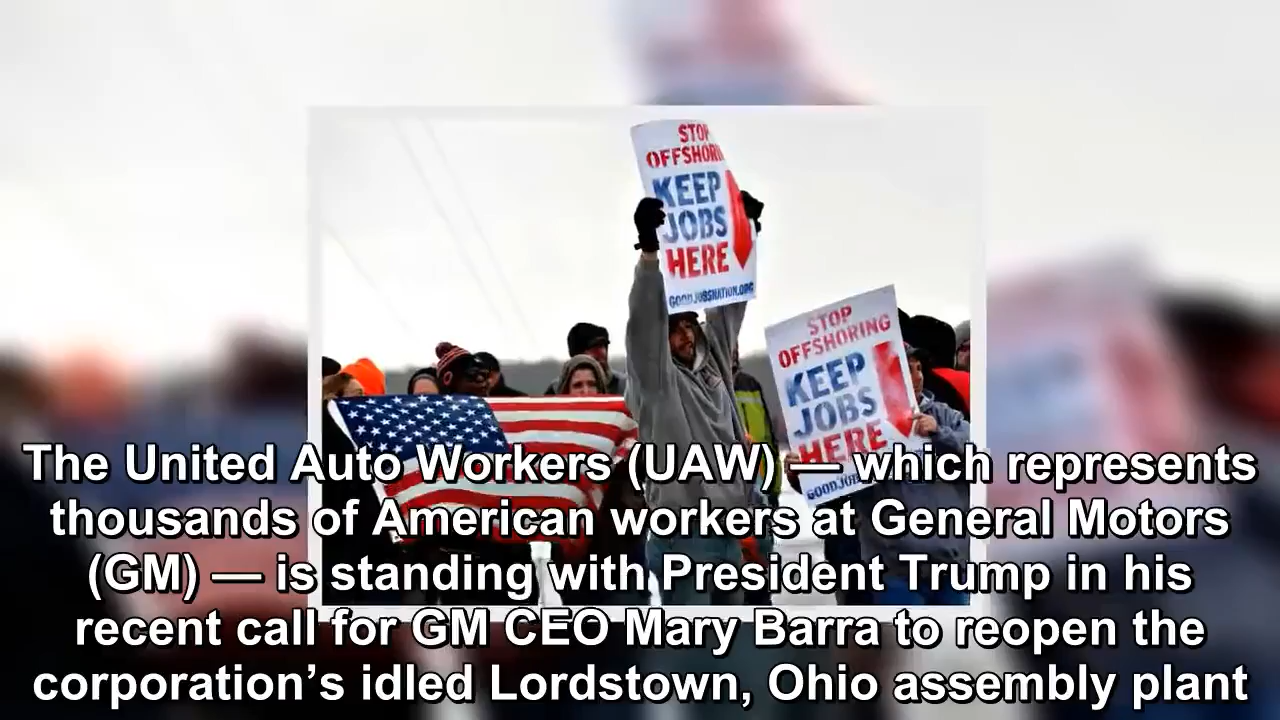 STOP
OFFSHORI
KEEP
JOBS
HERE
GOODJOBSNATION.ORG
STOP
OFFSHORING
KEEP
JOBS
HERE
GOODJOB
The United Auto Workers (UAW) — which represents
thousands of American workers at General Motors
(GM) — is standing with President Trump in his
recent call for GM CEO Mary Barra to reopen the
corporation’s idled Lordstown, Ohio assembly plant